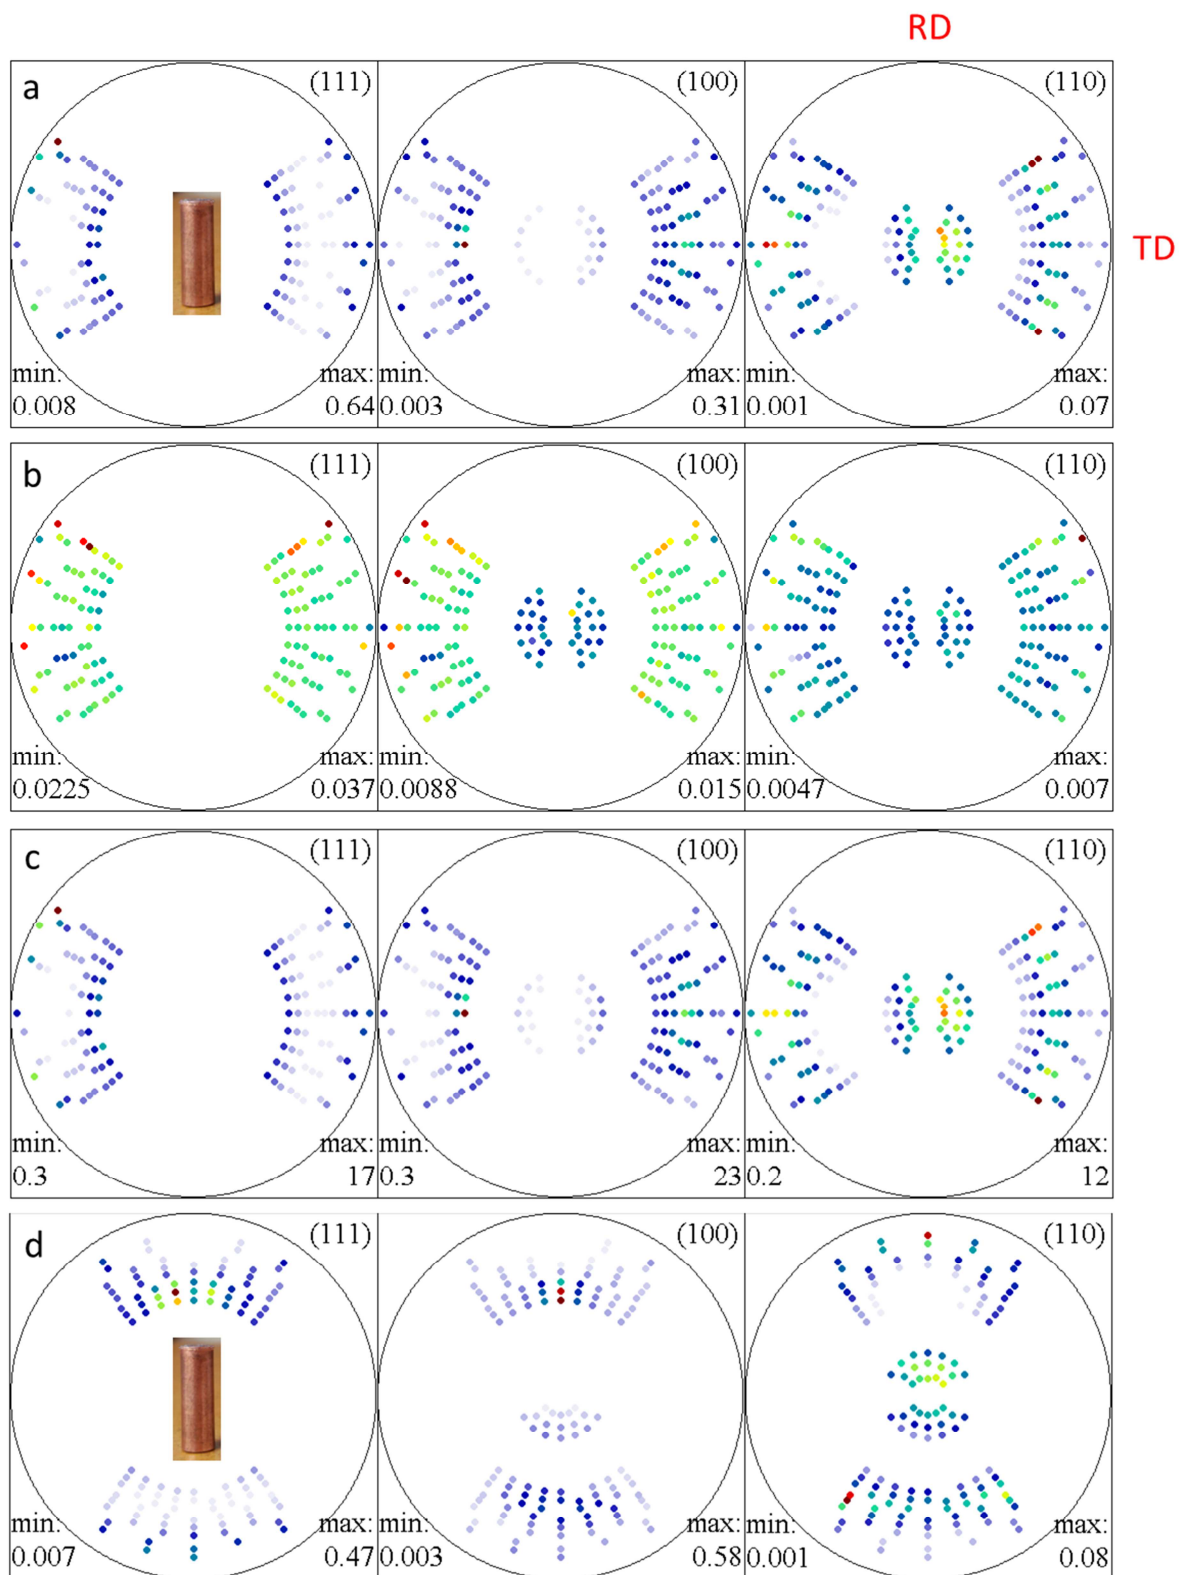 RD
TD
a (111) (100) (110)
min: max: min: max: min: max:
0.008 0.64 0.003 0.31 0.001 0.07
b (111) (100) (110)
min: max: min: max: min: max:
0.0225 0.037 0.0088 0.015 0.0047 0.007
c (111) (100) (110)
min: max: min: max: min: max:
0.3 17 0.3 23 0.2 12
d (111) (100) (110)
min: max: min: max: min: max:
0.007 0.47 0.003 0.58 0.001 0.08